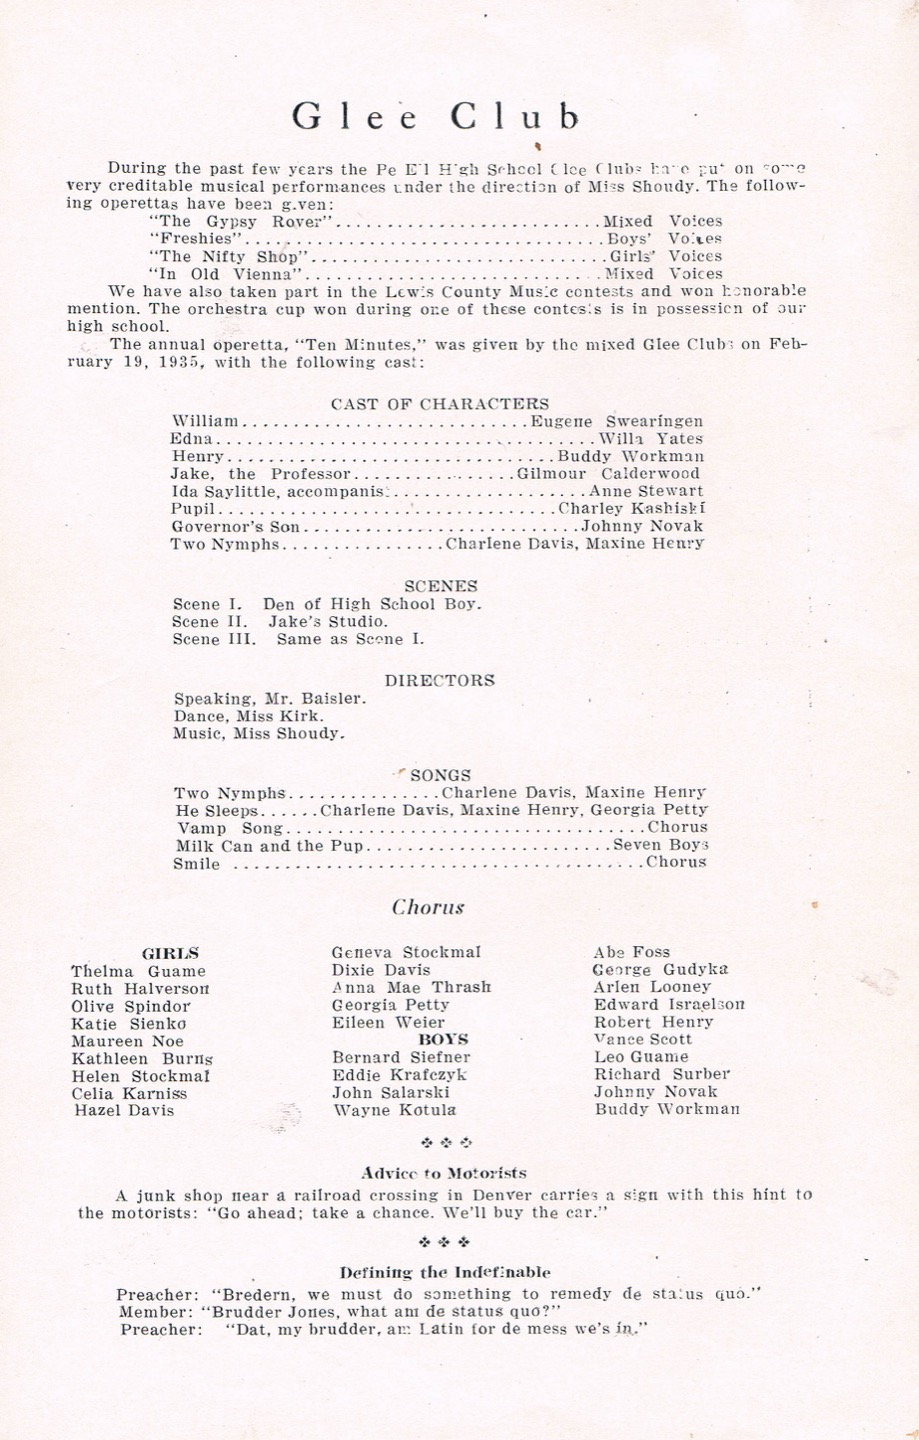 Glee Club
During the past few years the Pe Ell High School Glee Clubs have put on some
very creditable musical performances under the direction of Miss Shoudy. The follow-
ing operettas have been given:
"The Gypsy Rover"..........................Mixed Voices
"Freshies"...................................Boys' Voices
"The Nifty Shop".............................Girls' Voices
"In Old Vienna".............................Mixed Voices
We have also taken part in the Lewis County Music contests and won honorable
mention. The orchestra cup won during one of these contests is in possession of our
high school.
The annual operetta, "Ten Minutes," was given by the mixed Glee Clubs on Feb-
ruary 19, 1935, with the following cast:
CAST OF CHARACTERS
William............................Eugene Swearingen
Edna.....................................Willa Yates
Henry................................Buddy Workman
Jake, the Professor................Gilmour Calderwood
Ida Saylittle, accompanist...................Anne Stewart
Pupil.................................Charley Kashiski
Governor's Son...........................Johnny Novak
Two Nymphs................Charlene Davis, Maxine Henry
SCENES
Scene I. Den of High School Boy.
Scene II. Jake's Studio.
Scene III. Same as Scene I.
DIRECTORS
Speaking, Mr. Baisler.
Dance, Miss Kirk.
Music, Miss Shoudy.
SONGS
Two Nymphs...............Charlene Davis, Maxine Henry
He Sleeps......Charlene Davis, Maxine Henry, Georgia Petty
Vamp Song...................................Chorus
Milk Can and the Pup........................Seven Boys
Smile ........................................Chorus
Chorus
GIRLS
Thelma Guame
Ruth Halverson
Olive Spindor
Katie Sienko
Maureen Noe
Kathleen Burns
Helen Stockmal
Celia Karniss
Hazel Davis
Geneva Stockmal
Dixie Davis
Anna Mae Thrash
Georgia Petty
Eileen Weier
BOYS
Bernard Siefner
Eddie Krafczyk
John Salarski
Wayne Kotula
Abe Foss
George Gudyka
Arlen Looney
Edward Israelson
Robert Henry
Vance Scott
Leo Guame
Richard Surber
Johnny Novak
Buddy Workman
Advice to Motorists
A junk shop near a railroad crossing in Denver carries a sign with this hint to
the motorists: "Go ahead; take a chance. We'll buy the car."
Defining the Indefinable
Preacher: "Bredern, we must do something to remedy de status quo."
Member: "Brudder Jones, what am de status quo?"
Preacher: "Dat, my brudder, am Latin for de mess we's in."